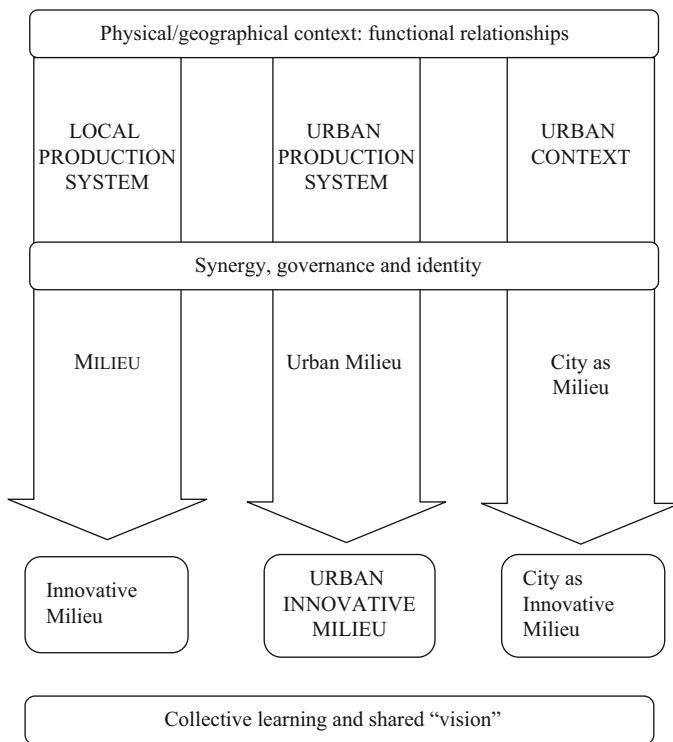 Physical/geographical context: functional relationships
LOCAL
PRODUCTION
SYSTEM
URBAN
PRODUCTION
SYSTEM
URBAN
CONTEXT
Synergy, governance and identity
MILIEU
Urban Milieu
City as
Milieu
Innovative
Milieu
URBAN
INNOVATIVE
MILIEU
City as
Innovative
Milieu
Collective learning and shared “vision”